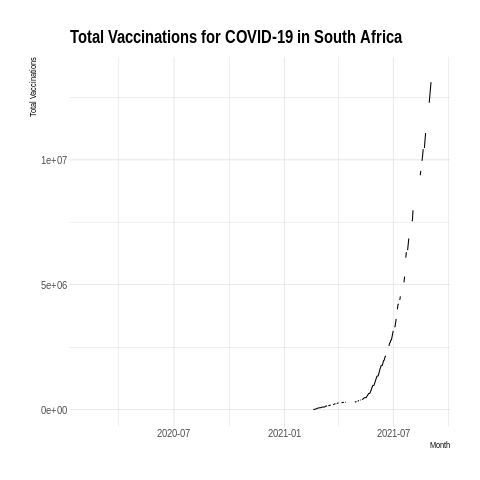 Total Vaccinations for COVID-19 in South Africa
Total Vaccinations
1e+07
5e+06
0e+00
2020-07
2021-01
2021-07
Month